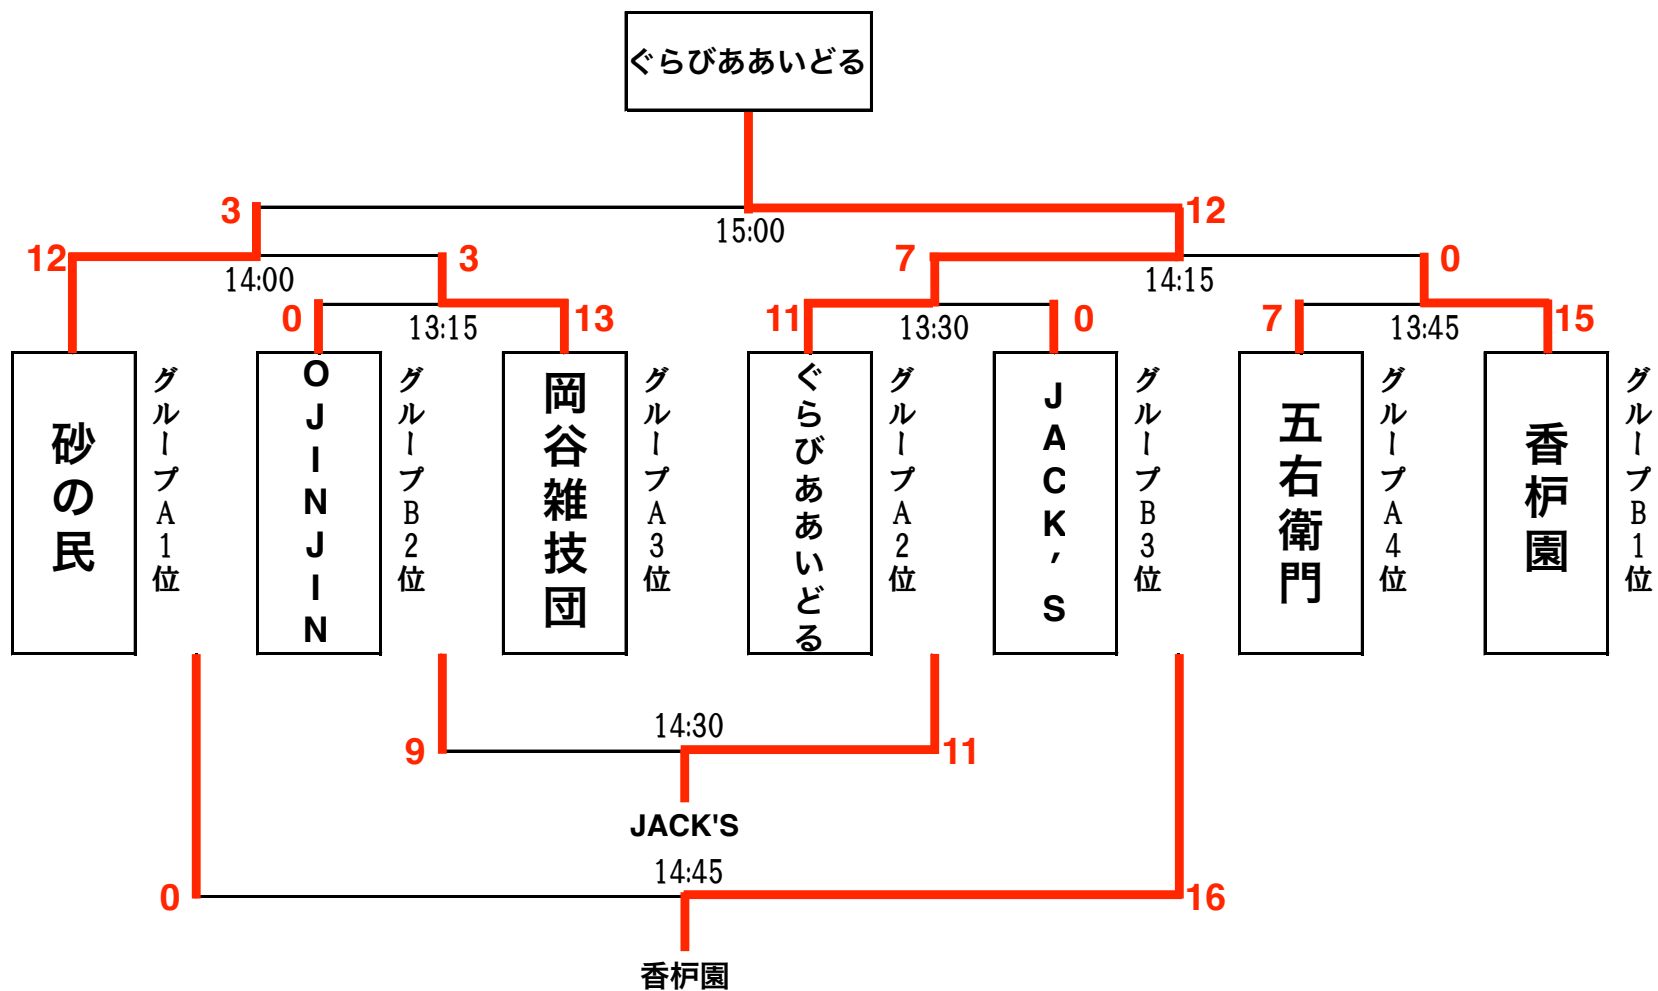 ぐらびああいどる
3
12
15:00
12
3
7
0
14:00
14:15
0
13
11
0
7
15
13:15
13:30
13:45
砂の民
グループA1位
OJINJIN
グループB2位
岡谷雑技団
グループA3位
ぐらびああいどる
グループA2位
JACK’S
グループB3位
五右衛門
グループA4位
香枦園
グループB1位
14:30
9
11
JACK'S
14:45
0
16
香枦園